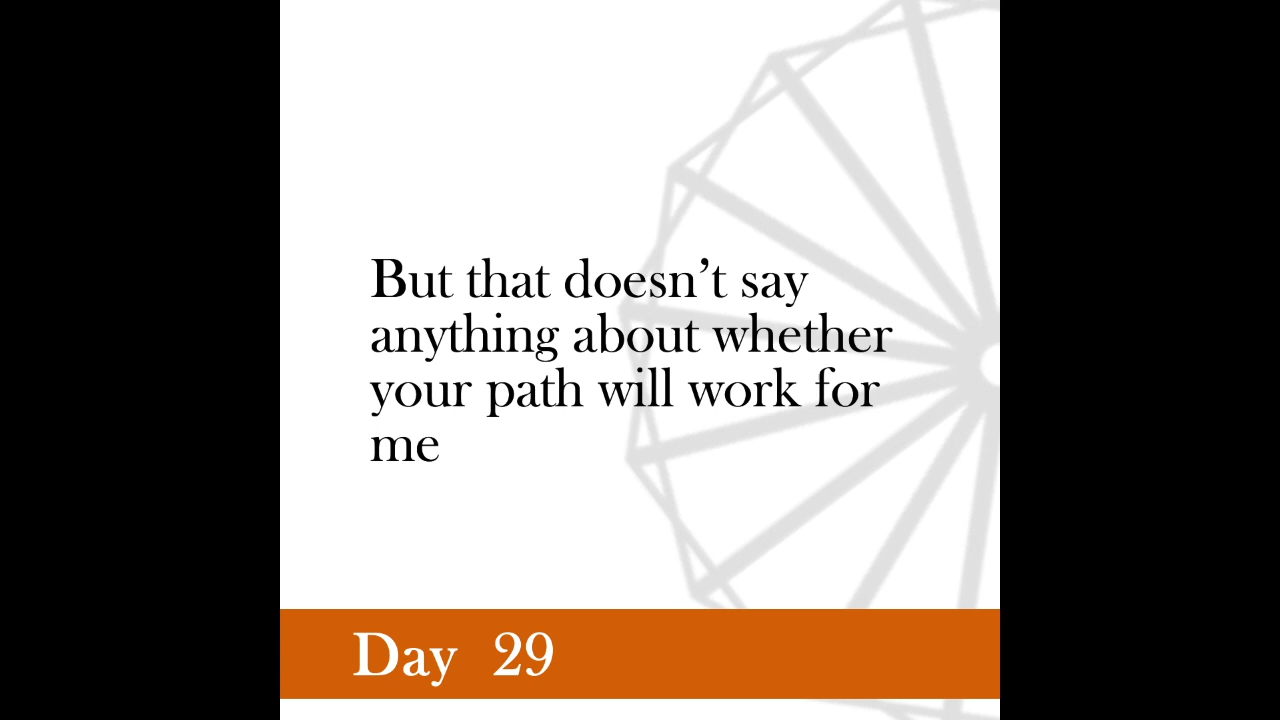 But that doesn’t say
anything about whether
your path will work for
me
Day 29